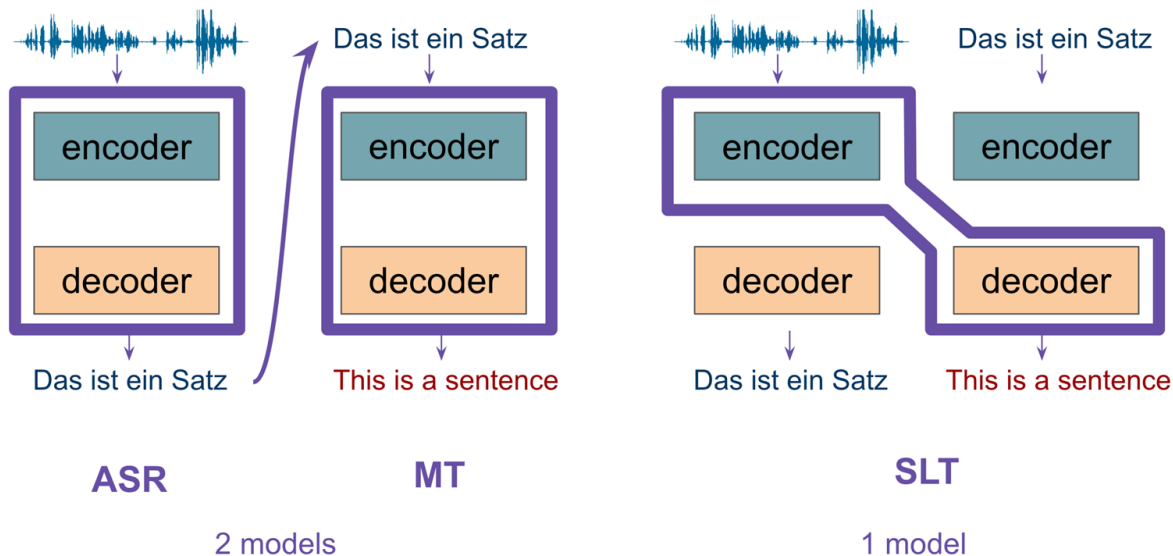 Das ist ein Satz
encoder
decoder
Das ist ein Satz
encoder
decoder
This is a sentence
ASR
MT
2 models
Das ist ein Satz
encoder
encoder
decoder
decoder
Das ist ein Satz
This is a sentence
SLT
1 model